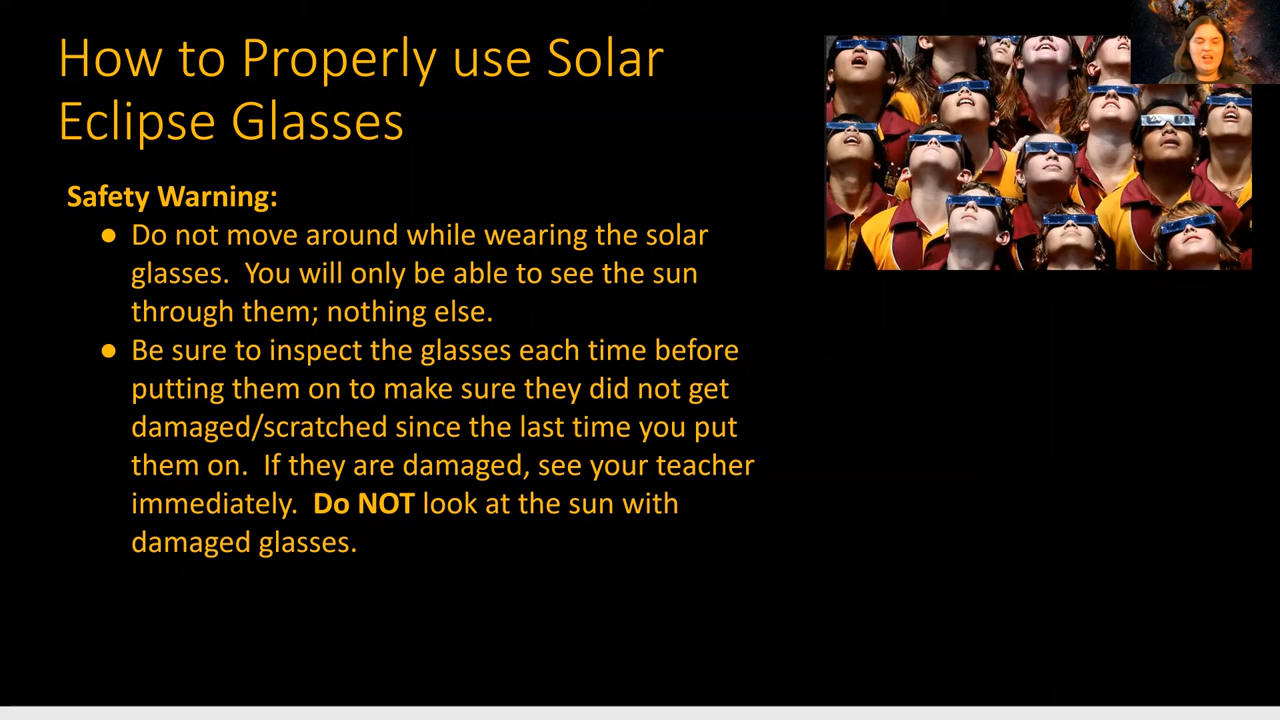 How to Properly use Solar
Eclipse Glasses
Safety Warning:
● Do not move around while wearing the solar
glasses.  You will only be able to see the sun
through them; nothing else.
● Be sure to inspect the glasses each time before
putting them on to make sure they did not get
damaged/scratched since the last time you put
them on.  If they are damaged, see your teacher
immediately.  Do NOT look at the sun with
damaged glasses.